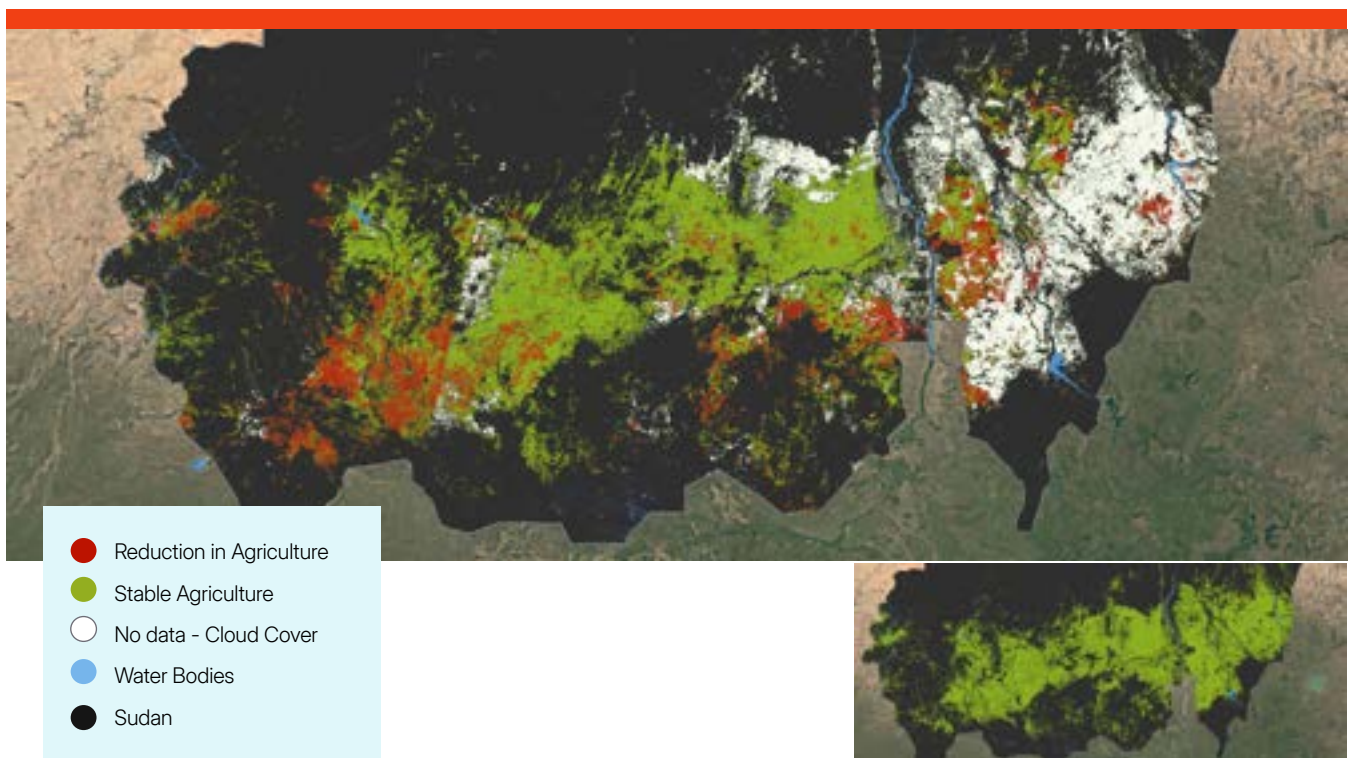 Reduction in Agriculture
Stable Agriculture
No data - Cloud Cover
Water Bodies
Sudan